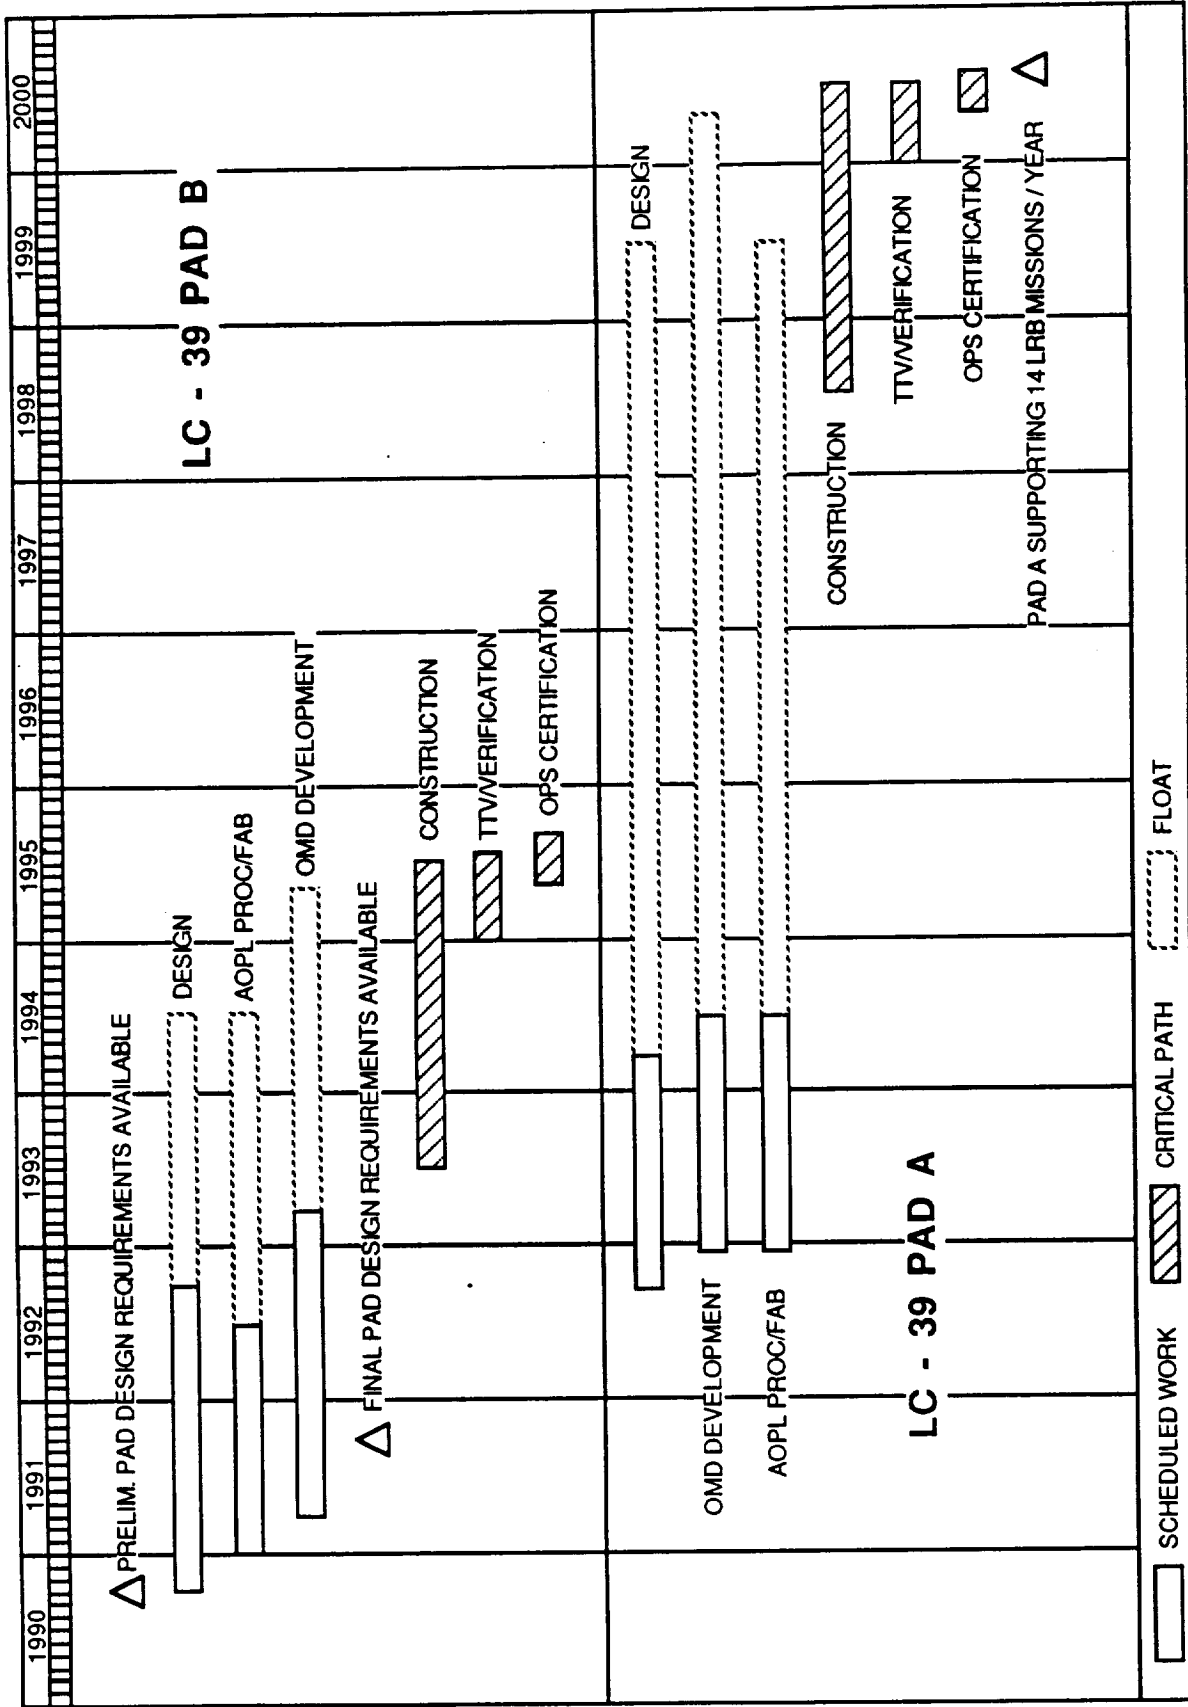 1990 1991 1992 1993 1994 1995 1996 1997 1998 1999 2000
LC - 39 PAD B
PRELIM. PAD DESIGN REQUIREMENTS AVAILABLE
DESIGN
AOPL PROC/FAB
OMD DEVELOPMENT
FINAL PAD DESIGN REQUIREMENTS AVAILABLE
CONSTRUCTION
TTV/VERIFICATION
OPS CERTIFICATION
DESIGN
OMD DEVELOPMENT
AOPL PROC/FAB
CONSTRUCTION
TTV/VERIFICATION
LC - 39 PAD A
OPS CERTIFICATION
PAD A SUPPORTING 14 LRB MISSIONS / YEAR
SCHEDULED WORK
CRITICAL PATH
FLOAT